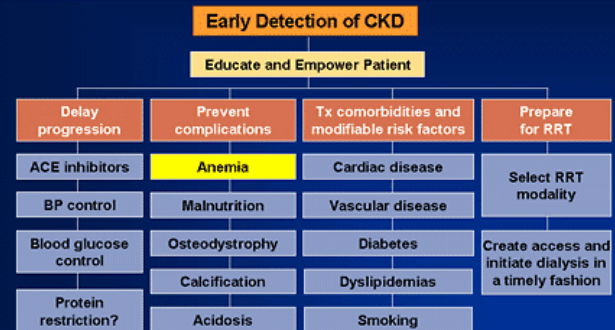 Early Detection of CKD
Educate and Empower Patient
Delay
progression
ACE inhibitors
BP control
Blood glucose
control
Protein
restriction?
Prevent
complications
Anemia
Malnutrition
Osteodystrophy
Calcification
Acidosis
Tx comorbidities and
modifiable risk factors
Cardiac disease
Vascular disease
Diabetes
Dyslipidemias
Smoking
Prepare
for RRT
Select RRT
modality
Create access and
initiate dialysis in
a timely fashion